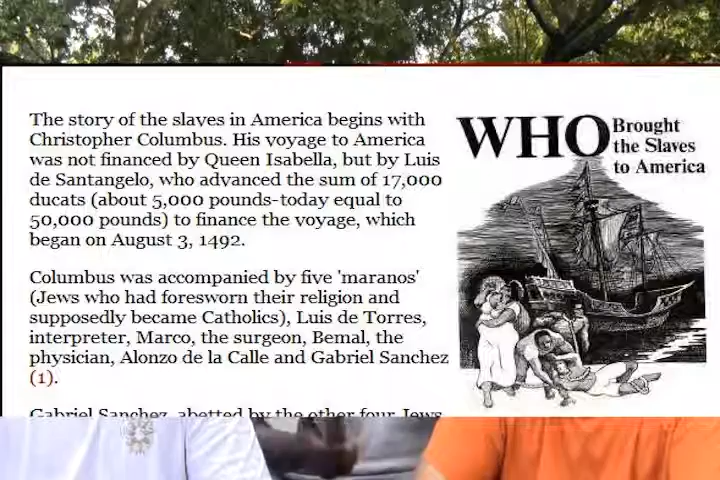 The story of the slaves in America begins with
Christopher Columbus. His voyage to America
was not financed by Queen Isabella, but by Luis
de Santangelo, who advanced the sum of 17,000
ducats (about 5,000 pounds-today equal to
50,000 pounds) to finance the voyage, which
began on August 3, 1492.
Columbus was accompanied by five 'maranos'
(Jews who had foresworn their religion and
supposedly became Catholics), Luis de Torres,
interpreter, Marco, the surgeon, Bemal, the
physician, Alonzo de la Calle and Gabriel Sanchez
(1).
Gabriel Sanchez, abetted by the other four Jews,
WHO Brought
the Slaves
to America